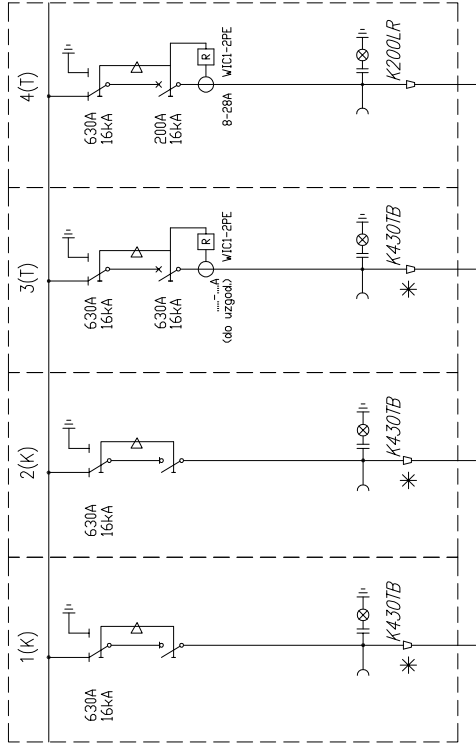 1(K)
630A
16kA
K430TB
2(K)
630A
16kA
K430TB
3(T)
630A
16kA
630A
16kA
R
WIC1-2PE
...-...A
(do uzgod.)
K430TB
4(T)
630A
16kA
200A
16kA
R
WIC1-2PE
8-28A
K200LR